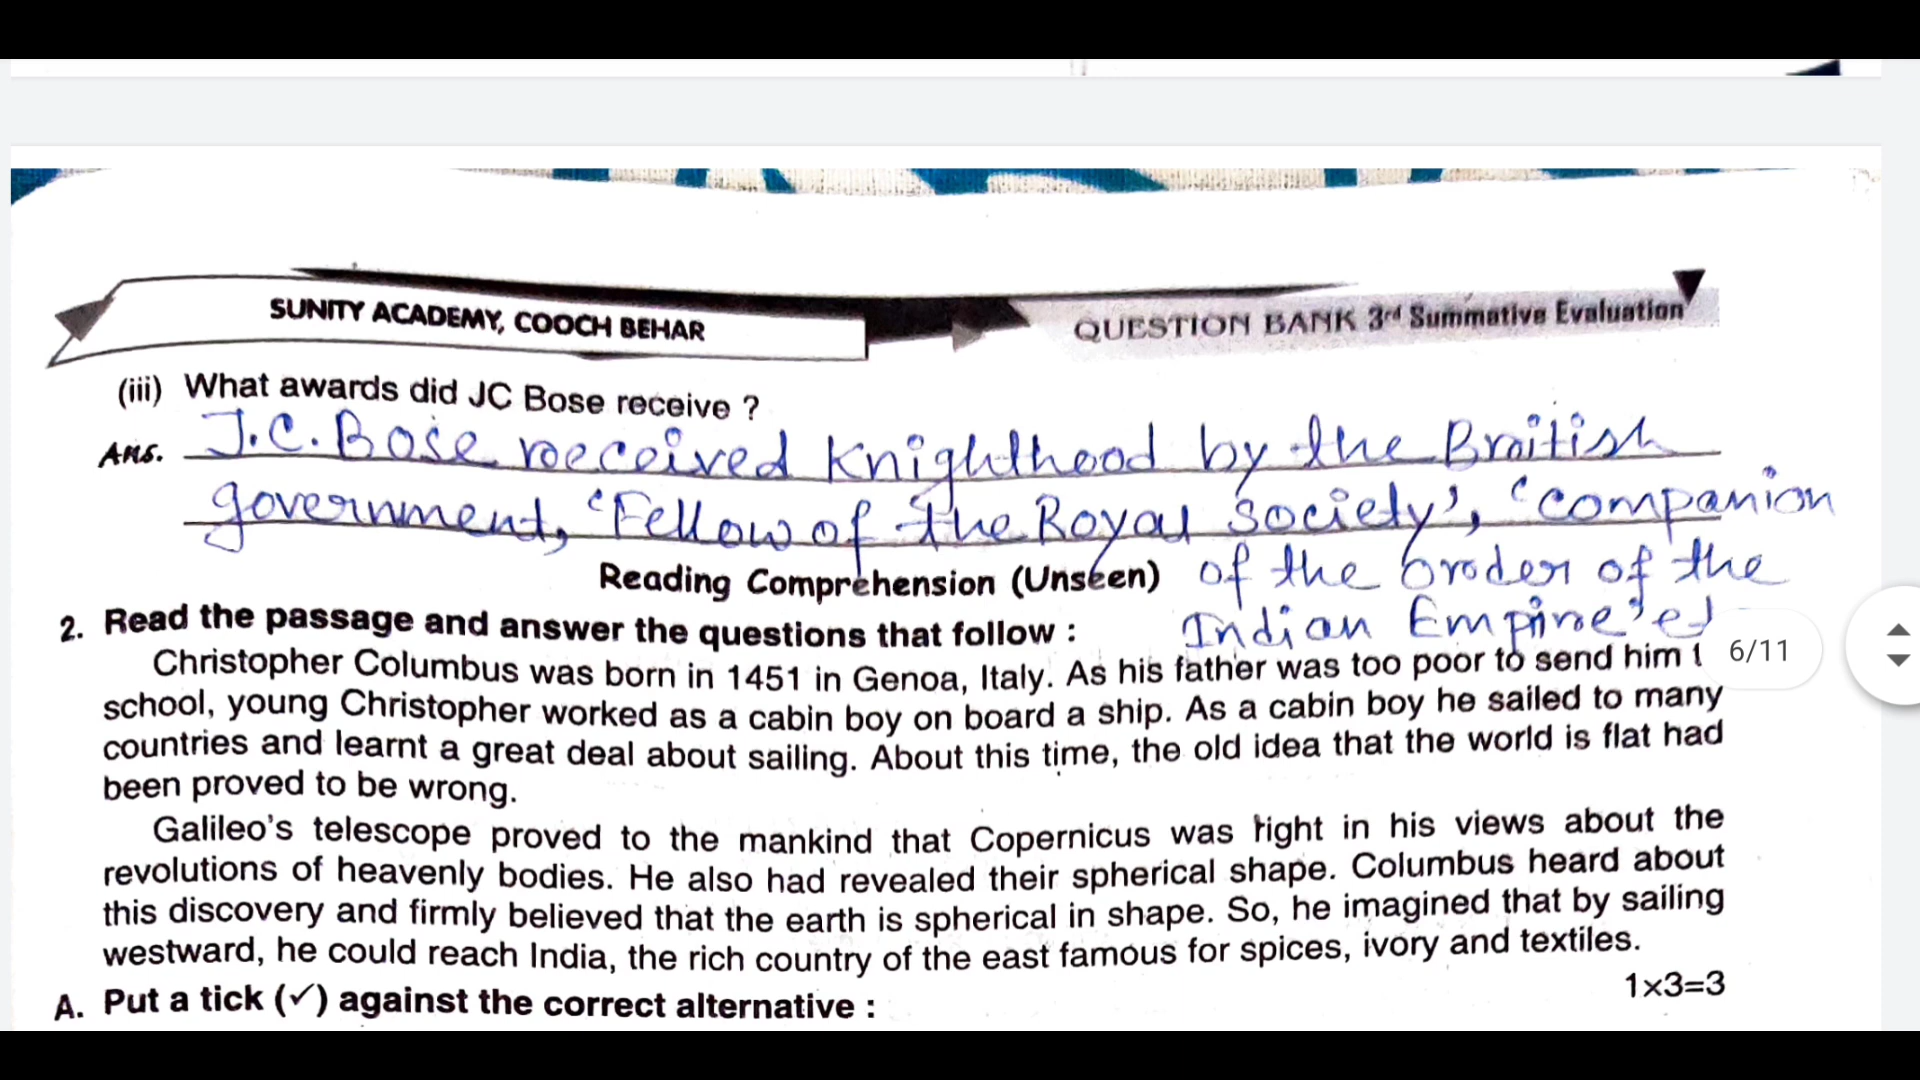 SUNITY ACADEMY, COOCH BEHAR
QUESTION BANK 3rd Summative Evaluation
(iii) What awards did JC Bose receive ?
Ans. J.C. Bose received Knighthood by the British
government, 'Fellow of the Royal Society', 'companion
of the order of the
Indian Empire'et
Reading Comprehension (Unseen)
2. Read the passage and answer the questions that follow :
Christopher Columbus was born in 1451 in Genoa, Italy. As his father was too poor to send him t
school, young Christopher worked as a cabin boy on board a ship. As a cabin boy he sailed to many
countries and learnt a great deal about sailing. About this time, the old idea that the world is flat had
been proved to be wrong.
Galileo's telescope proved to the mankind that Copernicus was right in his views about the
revolutions of heavenly bodies. He also had revealed their spherical shape. Columbus heard about
this discovery and firmly believed that the earth is spherical in shape. So, he imagined that by sailing
westward, he could reach India, the rich country of the east famous for spices, ivory and textiles.
1×3=3
A. Put a tick (✓) against the correct alternative :
6/11